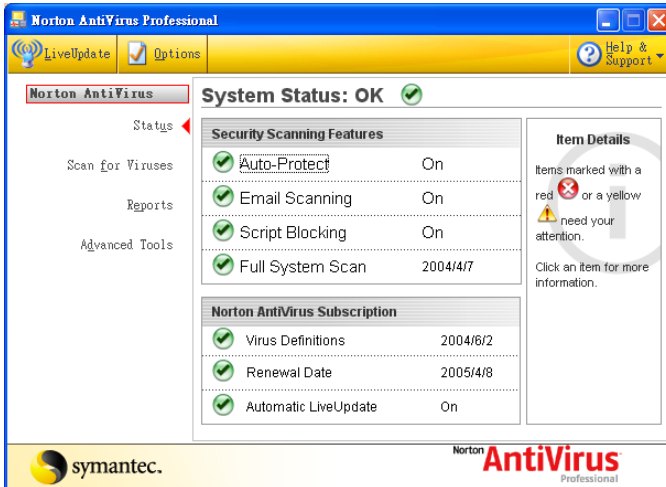 Norton AntiVirus Professional
LiveUpdate
Options
Help &
Support
Norton AntiVirus
Status
Scan for Viruses
Reports
Advanced Tools
System Status: OK
Security Scanning Features
Auto-Protect On
Email Scanning On
Script Blocking On
Full System Scan 2004/4/7
Norton AntiVirus Subscription
Virus Definitions 2004/6/2
Renewal Date 2005/4/8
Automatic LiveUpdate On
Item Details
Items marked with a
red or a yellow
need your
attention.
Click an item for more
information.
symantec.
Norton AntiVirus
Professional